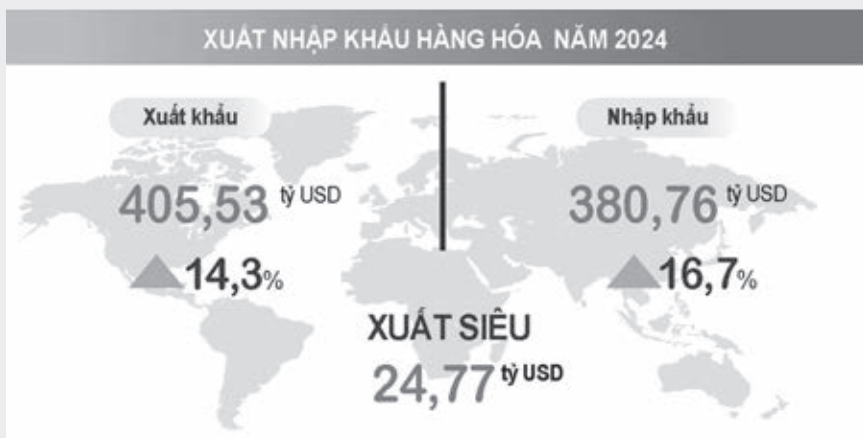 XUẤT NHẬP KHẨU HÀNG HÓA NĂM 2024
Xuất khẩu
405,53 tỷ USD
14,3%
Nhập khẩu
380,76 tỷ USD
16,7%
XUẤT SIÊU
24,77 tỷ USD